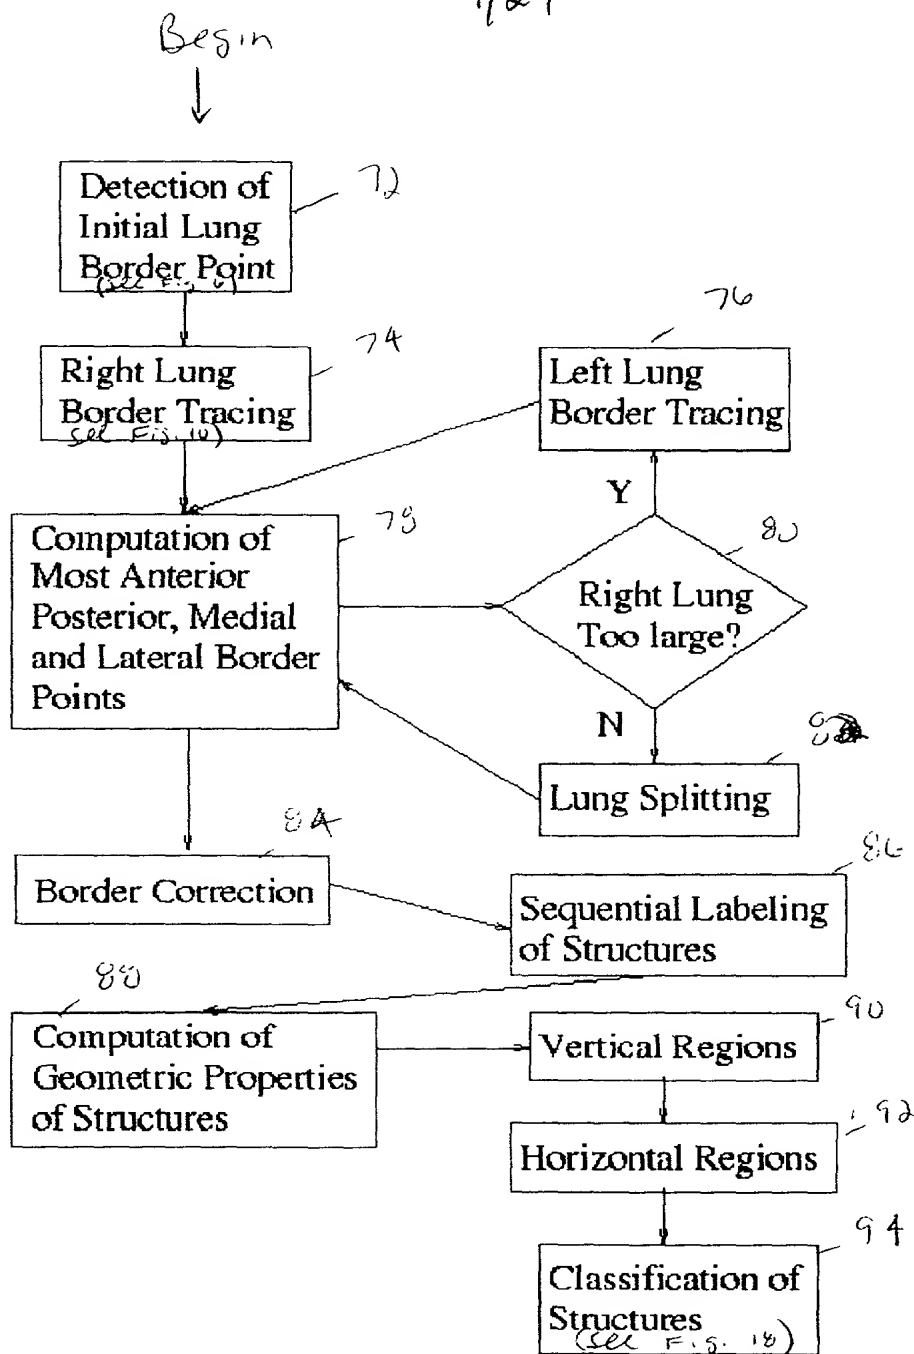 Begin
Detection of
Initial Lung
Border Point
(see Fig. 6)
72
Right Lung
Border Tracing
see Fig. 10)
74
76
Left Lung
Border Tracing
Y
Computation of
Most Anterior
Posterior, Medial
and Lateral Border
Points
78
80
Right Lung
Too large?
N
Lung Splitting
84
Border Correction
86
Sequential Labeling
of Structures
88
Computation of
Geometric Properties
of Structures
90
Vertical Regions
92
Horizontal Regions
94
Classification of
Structures
(see Fig. 18)